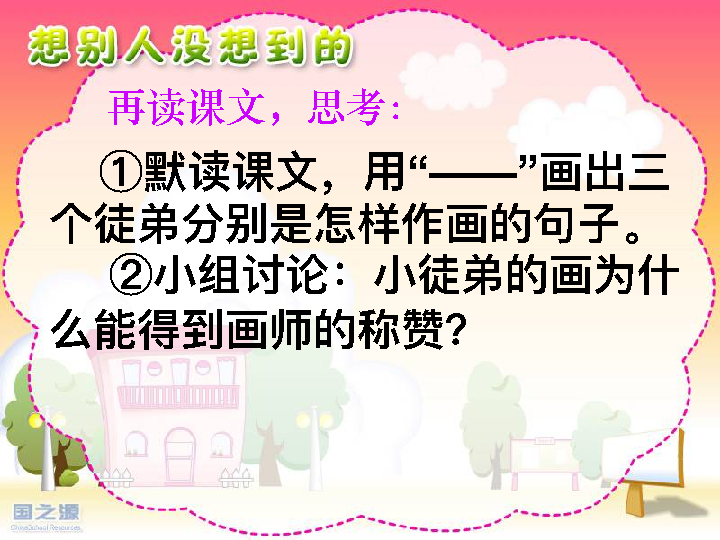 想别人没想到的
再读课文，思考：
①默读课文，用“——”画出三
个徒弟分别是怎样作画的句子。
②小组讨论：小徒弟的画为什
么能得到画师的称赞？
国之源
ChinaSchool Resources